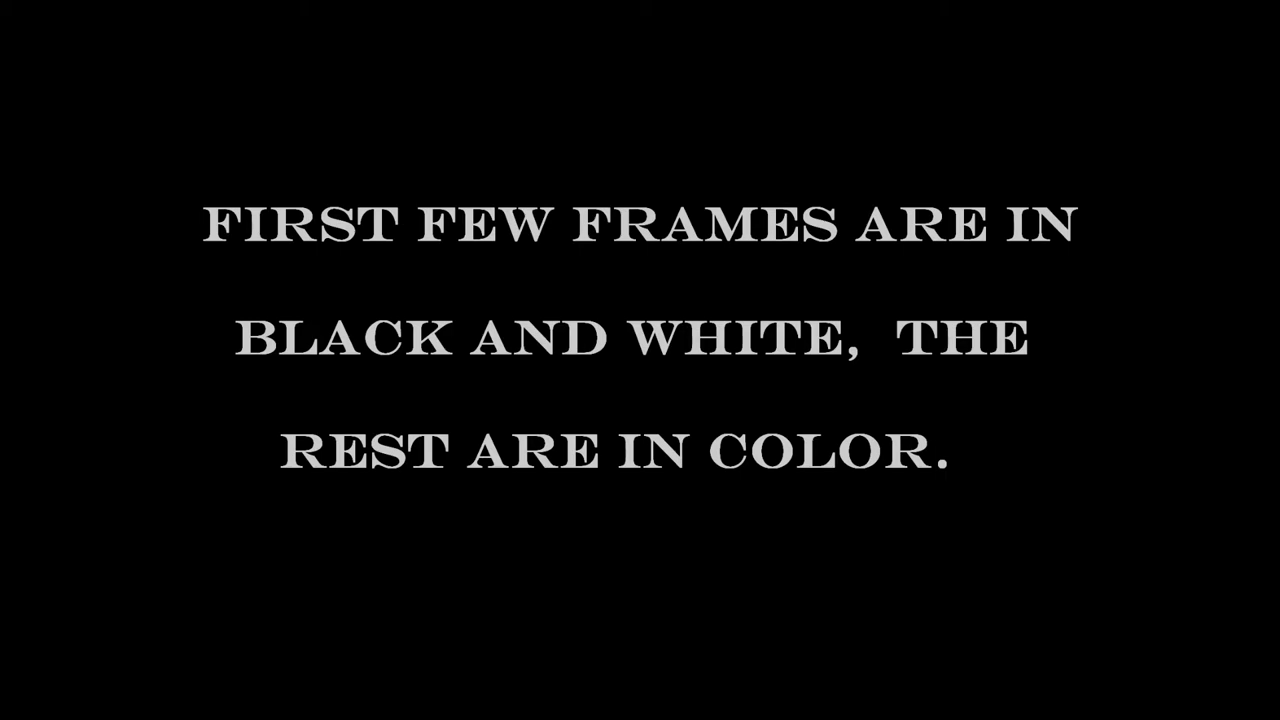 FIRST FEW FRAMES ARE IN
BLACK AND WHITE, THE
REST ARE IN COLOR.